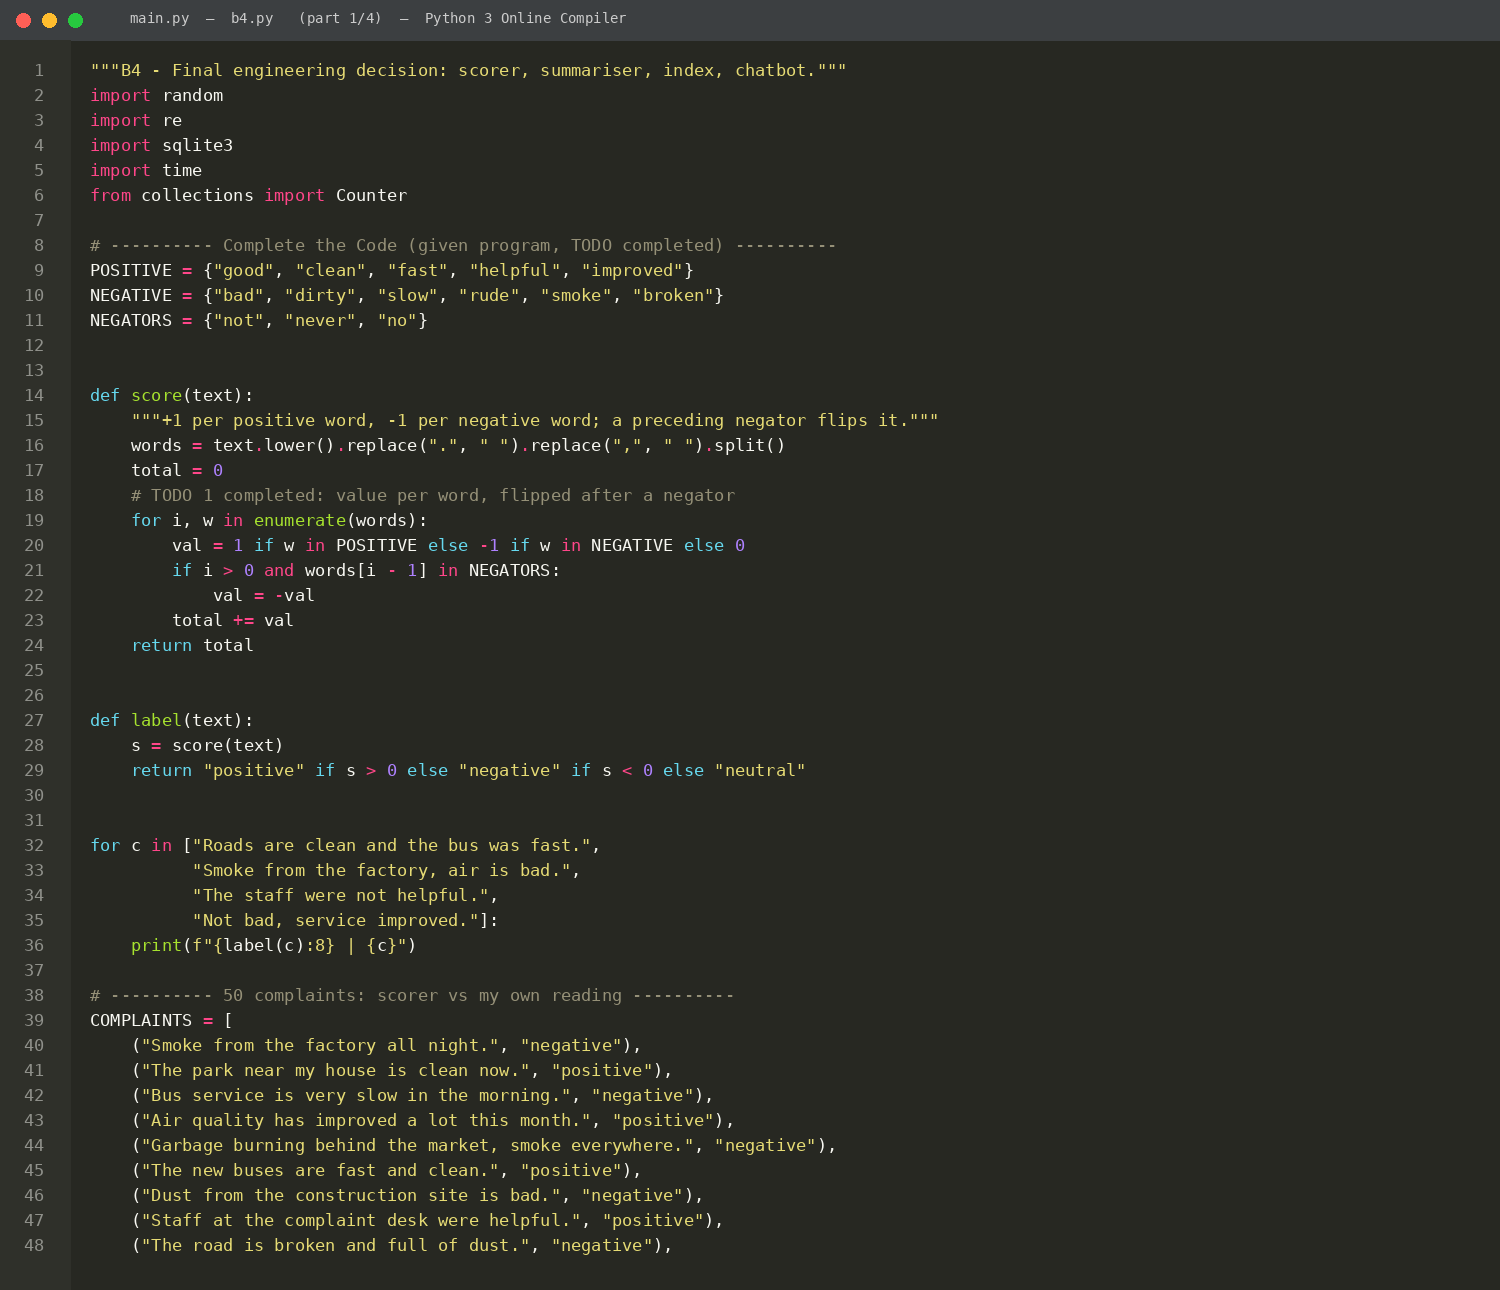 main.py — b4.py (part 1/4) — Python 3 Online Compiler
1 """B4 - Final engineering decision: scorer, summariser, index, chatbot."""
2 import random
3 import re
4 import sqlite3
5 import time
6 from collections import Counter
7
8 # ---------- Complete the Code (given program, TODO completed) ----------
9 POSITIVE = {"good", "clean", "fast", "helpful", "improved"}
10 NEGATIVE = {"bad", "dirty", "slow", "rude", "smoke", "broken"}
11 NEGATORS = {"not", "never", "no"}
12
13
14 def score(text):
15     """+1 per positive word, -1 per negative word; a preceding negator flips it."""
16     words = text.lower().replace(".", " ").replace(",", " ").split()
17     total = 0
18     # TODO 1 completed: value per word, flipped after a negator
19     for i, w in enumerate(words):
20         val = 1 if w in POSITIVE else -1 if w in NEGATIVE else 0
21         if i > 0 and words[i - 1] in NEGATORS:
22             val = -val
23         total += val
24     return total
25
26
27 def label(text):
28     s = score(text)
29     return "positive" if s > 0 else "negative" if s < 0 else "neutral"
30
31
32 for c in ["Roads are clean and the bus was fast.",
33           "Smoke from the factory, air is bad.",
34           "The staff were not helpful.",
35           "Not bad, service improved."]:
36     print(f"{label(c):8} | {c}")
37
38 # ---------- 50 complaints: scorer vs my own reading ----------
39 COMPLAINTS = [
40     ("Smoke from the factory all night.", "negative"),
41     ("The park near my house is clean now.", "positive"),
42     ("Bus service is very slow in the morning.", "negative"),
43     ("Air quality has improved a lot this month.", "positive"),
44     ("Garbage burning behind the market, smoke everywhere.", "negative"),
45     ("The new buses are fast and clean.", "positive"),
46     ("Dust from the construction site is bad.", "negative"),
47     ("Staff at the complaint desk were helpful.", "positive"),
48     ("The road is broken and full of dust.", "negative"),